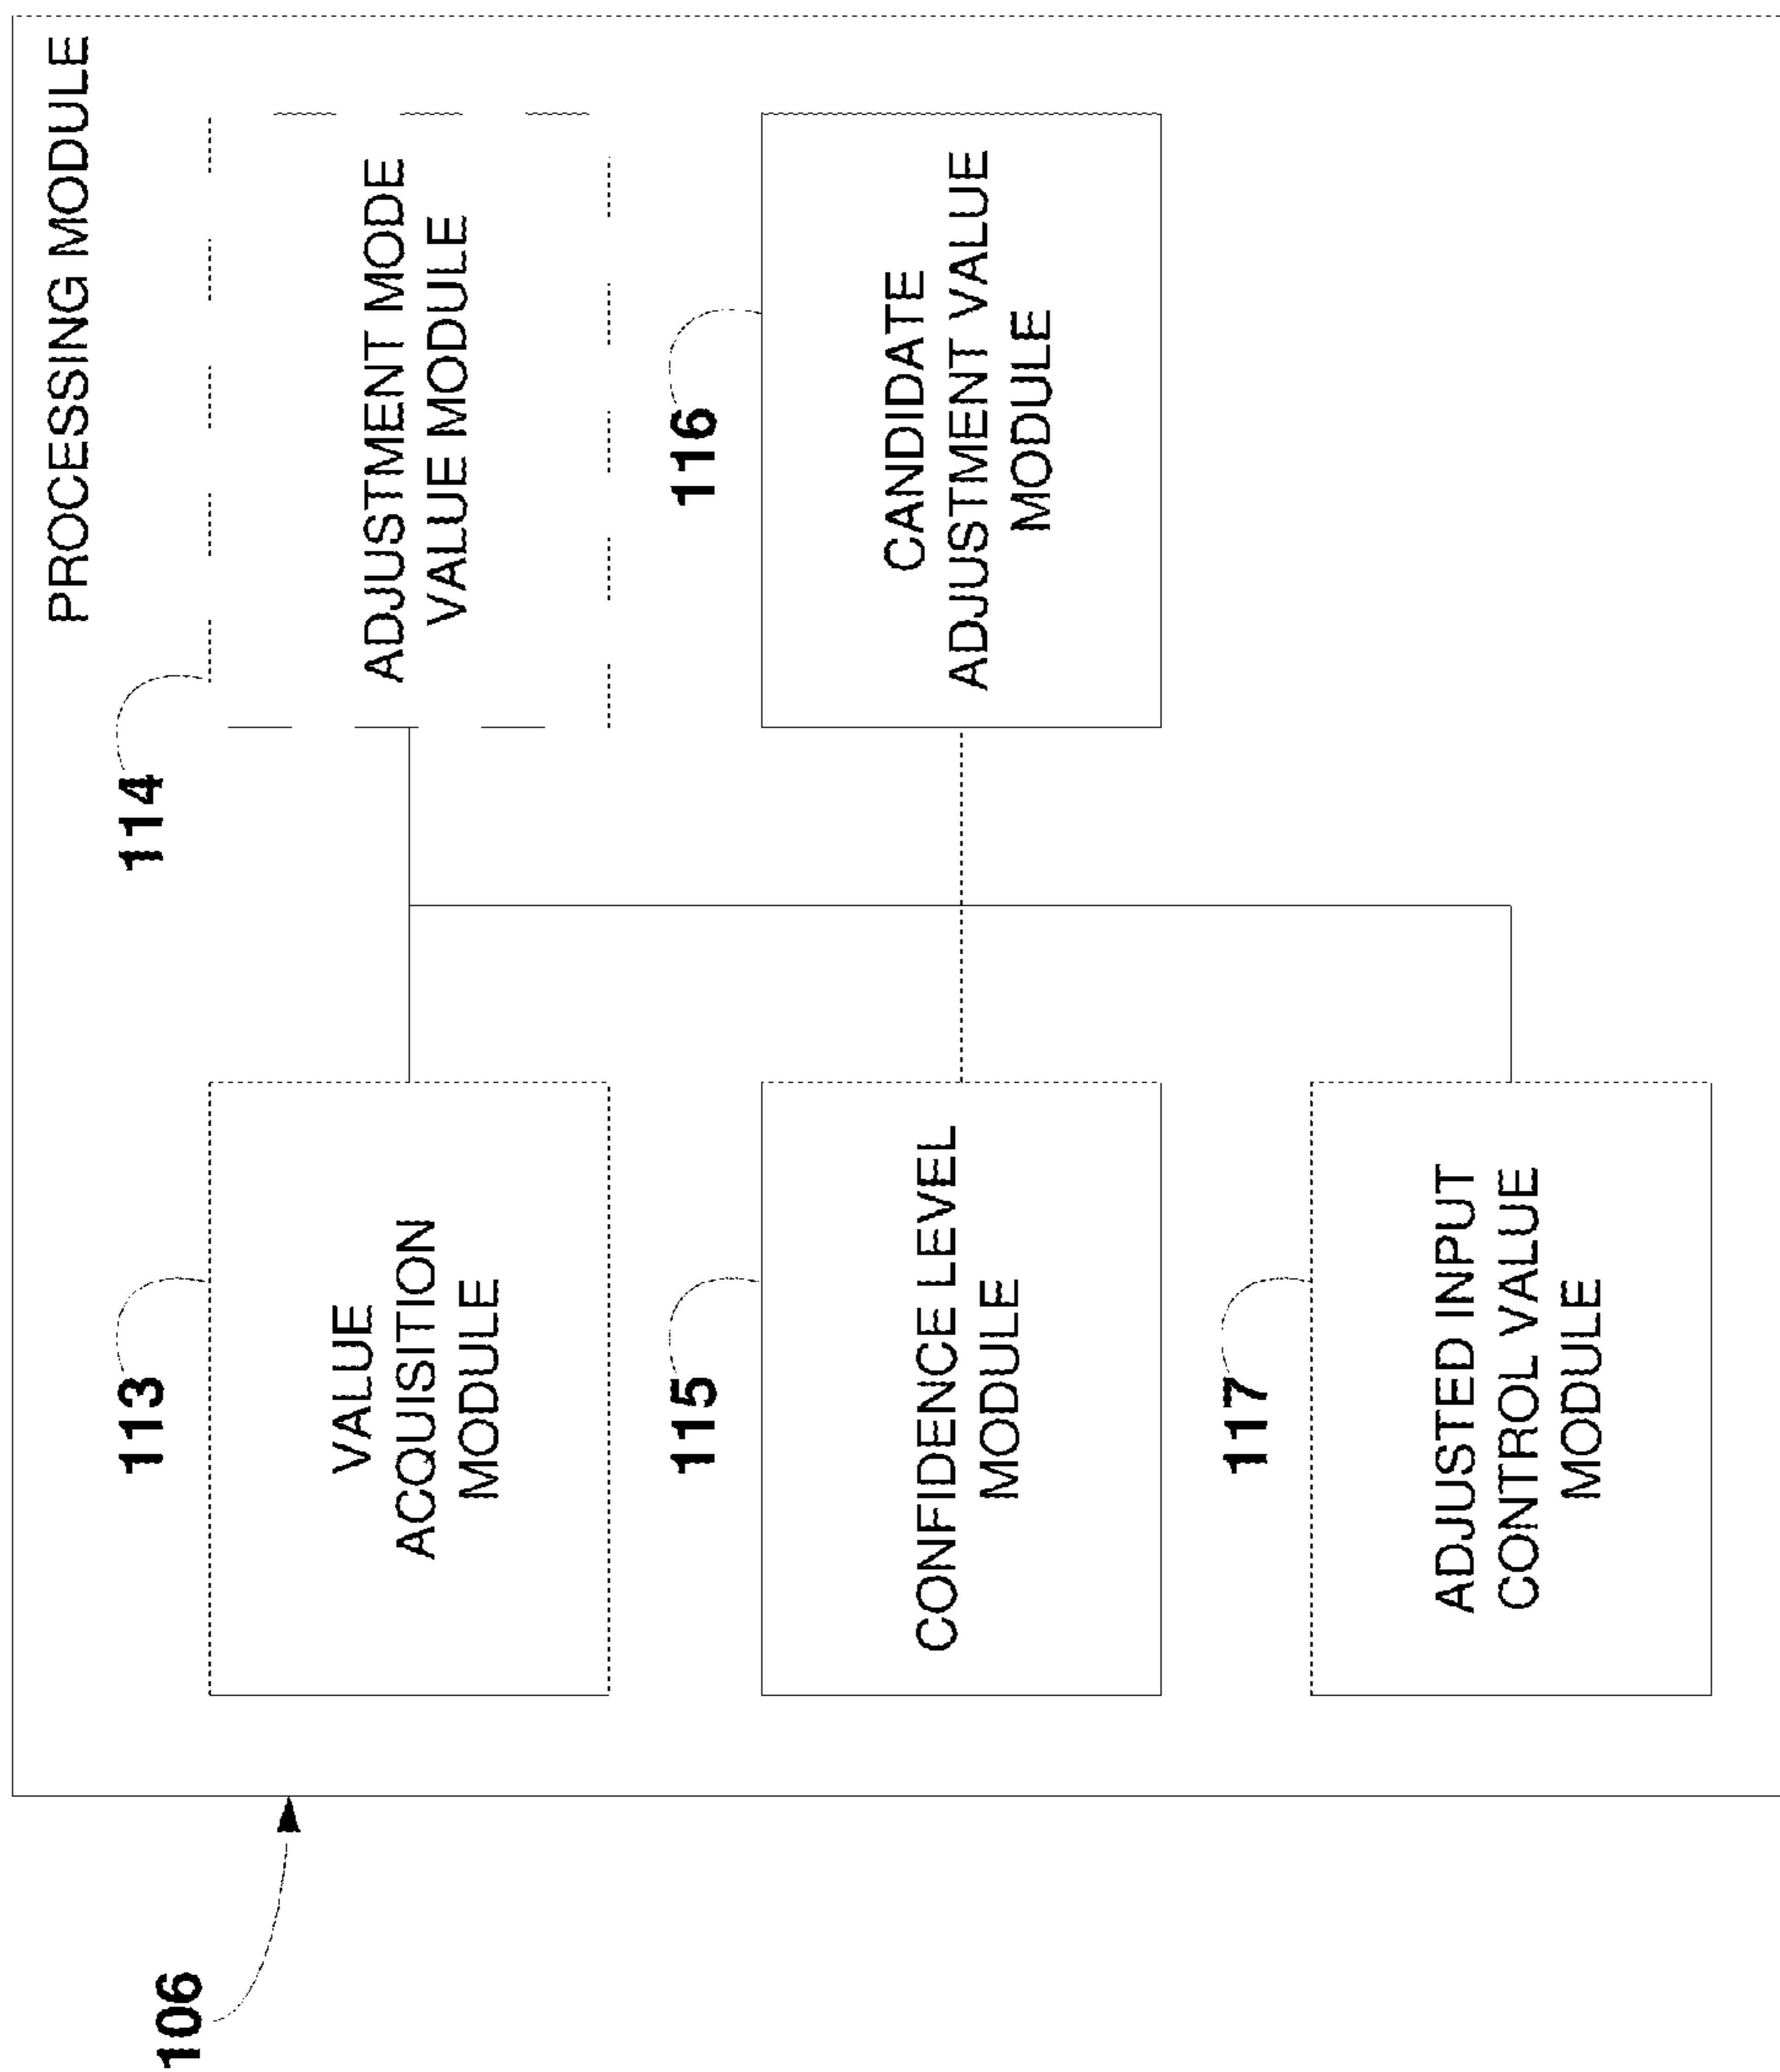 106
PROCESSING MODULE
113
VALUE
ACQUISITION
MODULE
114
ADJUSTMENT MODE
VALUE MODULE
115
CONFIDENCE LEVEL
MODULE
116
CANDIDATE
ADJUSTMENT VALUE
MODULE
117
ADJUSTED INPUT
CONTROL VALUE
MODULE